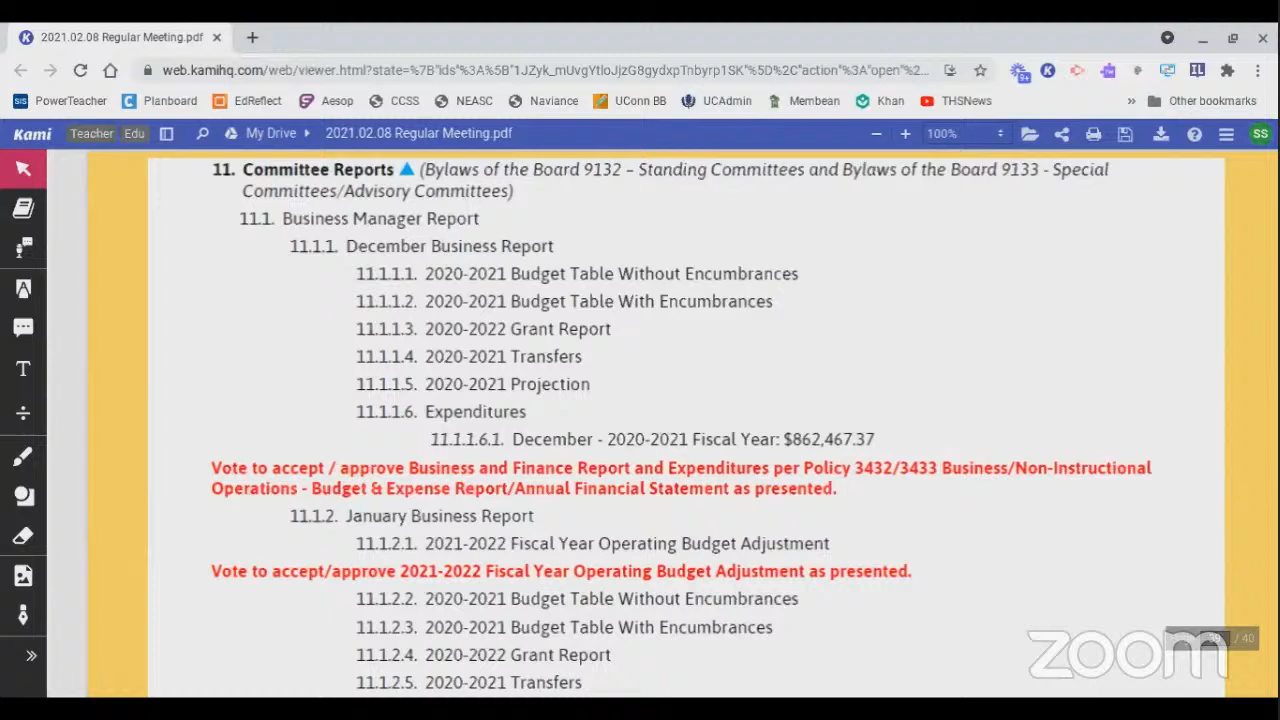 2021.02.08 Regular Meeting.pdf
web.kamihq.com/web/viewer.html?state=%7B"ids"%3A%5B"1JZyk_mUvgYtloJjzG8gydxpTnbyrp1SK"%5D%2C"action"%3A"open"%2...
PowerTeacher Planboard EdReflect Aesop CCSS NEASC Naviance UConn BB UCAdmin Membean Khan THSNews » Other bookmarks
Kami Teacher Edu My Drive 2021.02.08 Regular Meeting.pdf 100% SS
11. Committee Reports (Bylaws of the Board 9132 – Standing Committees and Bylaws of the Board 9133 - Special
Committees/Advisory Committees)
11.1. Business Manager Report
11.1.1. December Business Report
11.1.1.1. 2020-2021 Budget Table Without Encumbrances
11.1.1.2. 2020-2021 Budget Table With Encumbrances
11.1.1.3. 2020-2022 Grant Report
11.1.1.4. 2020-2021 Transfers
11.1.1.5. 2020-2021 Projection
11.1.1.6. Expenditures
11.1.1.6.1. December - 2020-2021 Fiscal Year: $862,467.37
Vote to accept / approve Business and Finance Report and Expenditures per Policy 3432/3433 Business/Non-Instructional
Operations - Budget & Expense Report/Annual Financial Statement as presented.
11.1.2. January Business Report
11.1.2.1. 2021-2022 Fiscal Year Operating Budget Adjustment
Vote to accept/approve 2021-2022 Fiscal Year Operating Budget Adjustment as presented.
11.1.2.2. 2020-2021 Budget Table Without Encumbrances
11.1.2.3. 2020-2021 Budget Table With Encumbrances
11.1.2.4. 2020-2022 Grant Report
11.1.2.5. 2020-2021 Transfers
/ 40
zoom